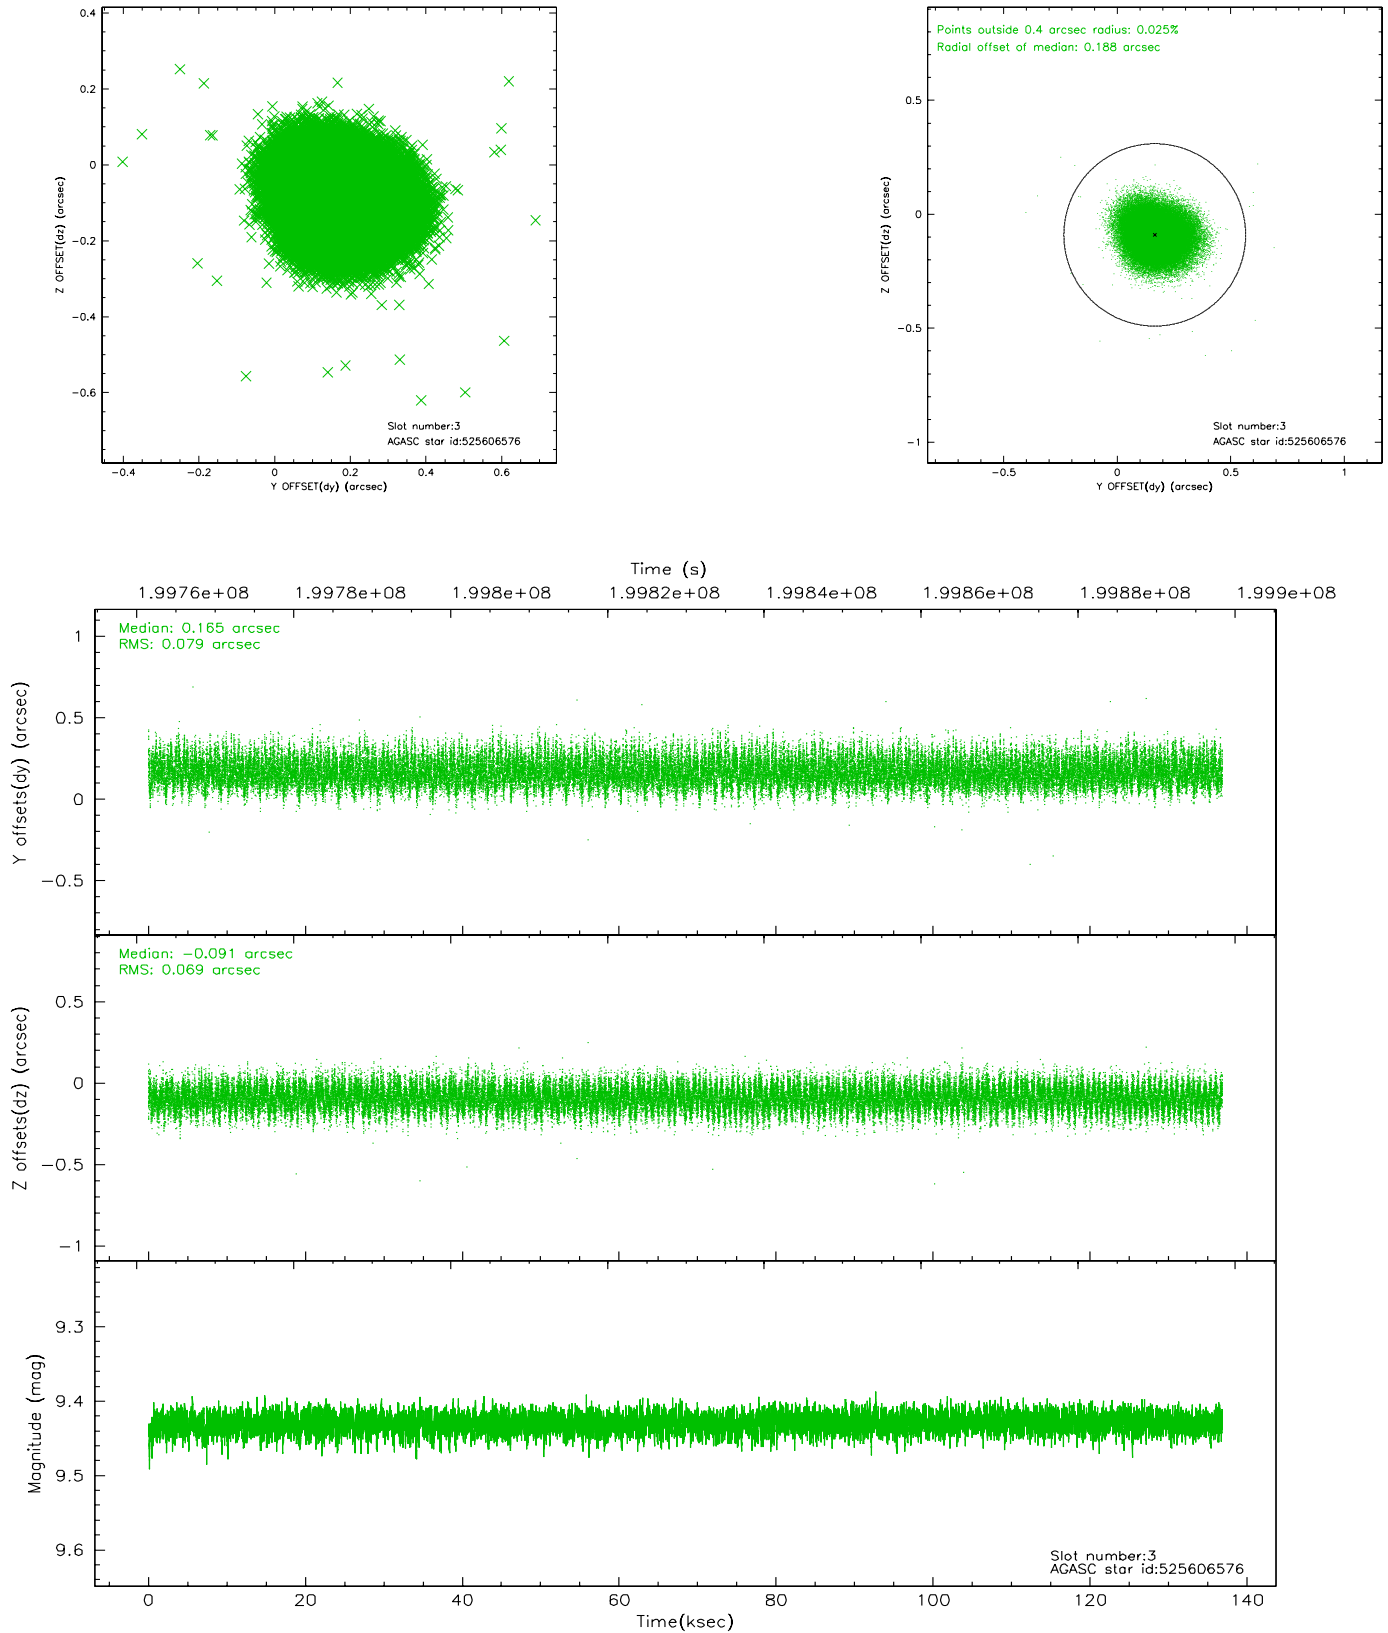 0.4
0.2
0
−0.2
−0.4
−0.6
Z OFFSET(dz) (arcsec)
Slot number:3
AGASC star id:525606576
−0.4 −0.2 0 0.2 0.4 0.6
Y OFFSET(dy) (arcsec)
Points outside 0.4 arcsec radius: 0.025%
Radial offset of median: 0.188 arcsec
0.5
0
−0.5
−1
Z OFFSET(dz) (arcsec)
Slot number:3
AGASC star id:525606576
−0.5 0 0.5 1
Y OFFSET(dy) (arcsec)
Time (s)
1.9976e+08 1.9978e+08 1.998e+08 1.9982e+08 1.9984e+08 1.9986e+08 1.9988e+08 1.999e+08
Median: 0.165 arcsec
RMS: 0.079 arcsec
1
0.5
0
−0.5
Y offsets(dy) (arcsec)
Median: −0.091 arcsec
RMS: 0.069 arcsec
0.5
0
−0.5
−1
Z offsets(dz) (arcsec)
9.3
9.4
9.5
9.6
Magnitude (mag)
Slot number:3
AGASC star id:525606576
0 20 40 60 80 100 120 140
Time(ksec)